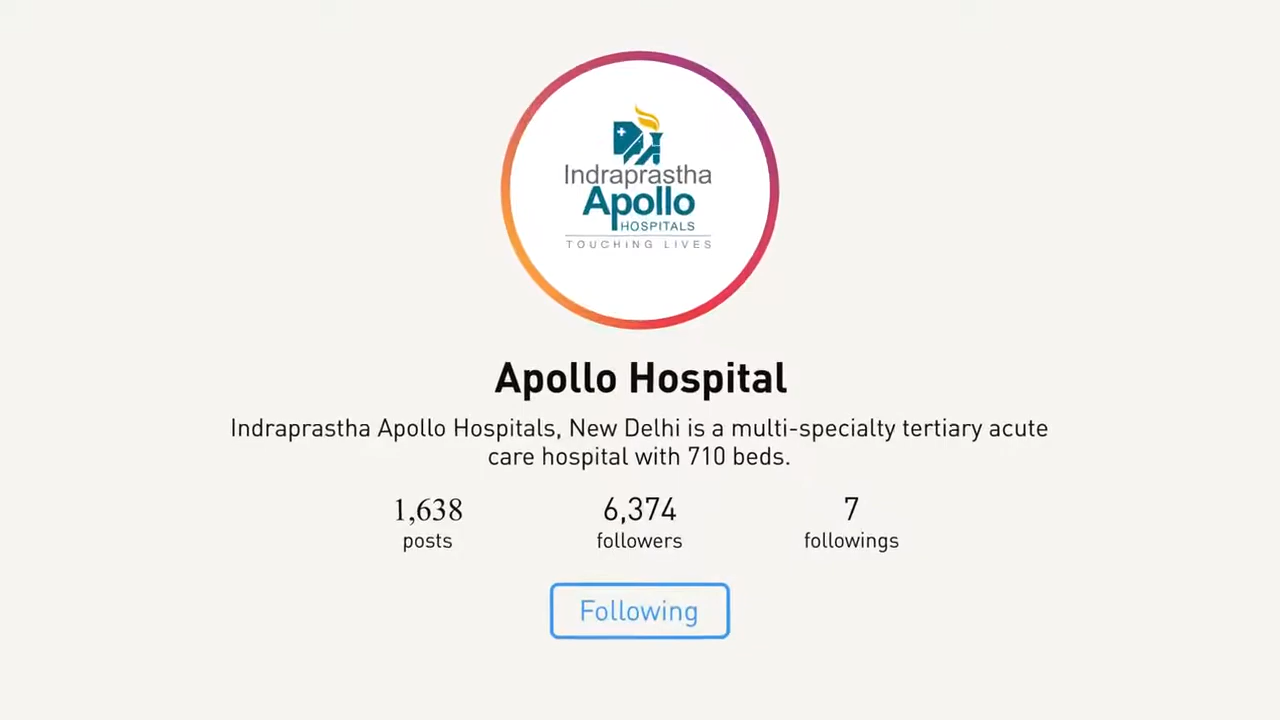 Indraprastha
Apollo
HOSPITALS
TOUCHING LIVES
Apollo Hospital
Indraprastha Apollo Hospitals, New Delhi is a multi-specialty tertiary acute
care hospital with 710 beds.
1,638 6,374 7
posts followers followings
Following